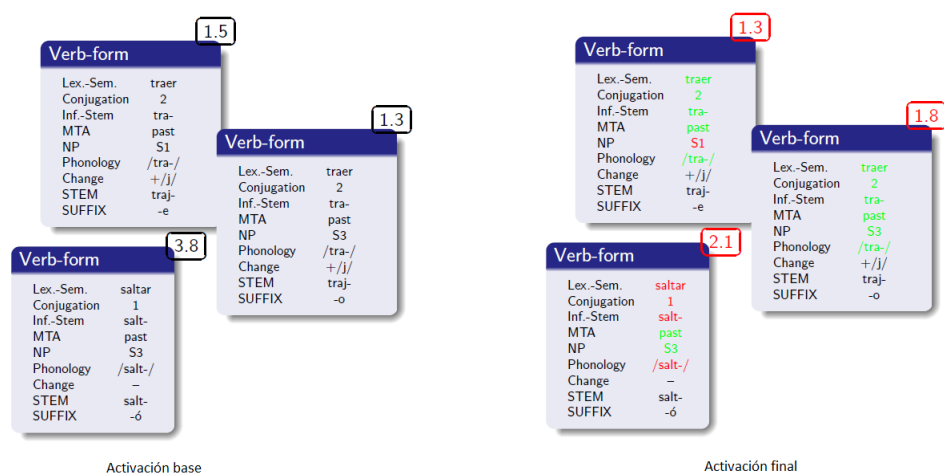 1.5
Verb-form
Lex.-Sem. traer
Conjugation 2
Inf.-Stem tra-
MTA past
NP S1
Phonology /tra-/
Change +/j/
STEM traj-
SUFFIX -e
1.3
Verb-form
Lex.-Sem. traer
Conjugation 2
Inf.-Stem tra-
MTA past
NP S3
Phonology /tra-/
Change +/j/
STEM traj-
SUFFIX -o
3.8
Verb-form
Lex.-Sem. saltar
Conjugation 1
Inf.-Stem salt-
MTA past
NP S3
Phonology /salt-/
Change –
STEM salt-
SUFFIX -ó
Activación base
1.3
Verb-form
Lex.-Sem. traer
Conjugation 2
Inf.-Stem tra-
MTA past
NP S1
Phonology /tra-/
Change +/j/
STEM traj-
SUFFIX -e
1.8
Verb-form
Lex.-Sem. traer
Conjugation 2
Inf.-Stem tra-
MTA past
NP S3
Phonology /tra-/
Change +/j/
STEM traj-
SUFFIX -o
2.1
Verb-form
Lex.-Sem. saltar
Conjugation 1
Inf.-Stem salt-
MTA past
NP S3
Phonology /salt-/
Change –
STEM salt-
SUFFIX -ó
Activación final